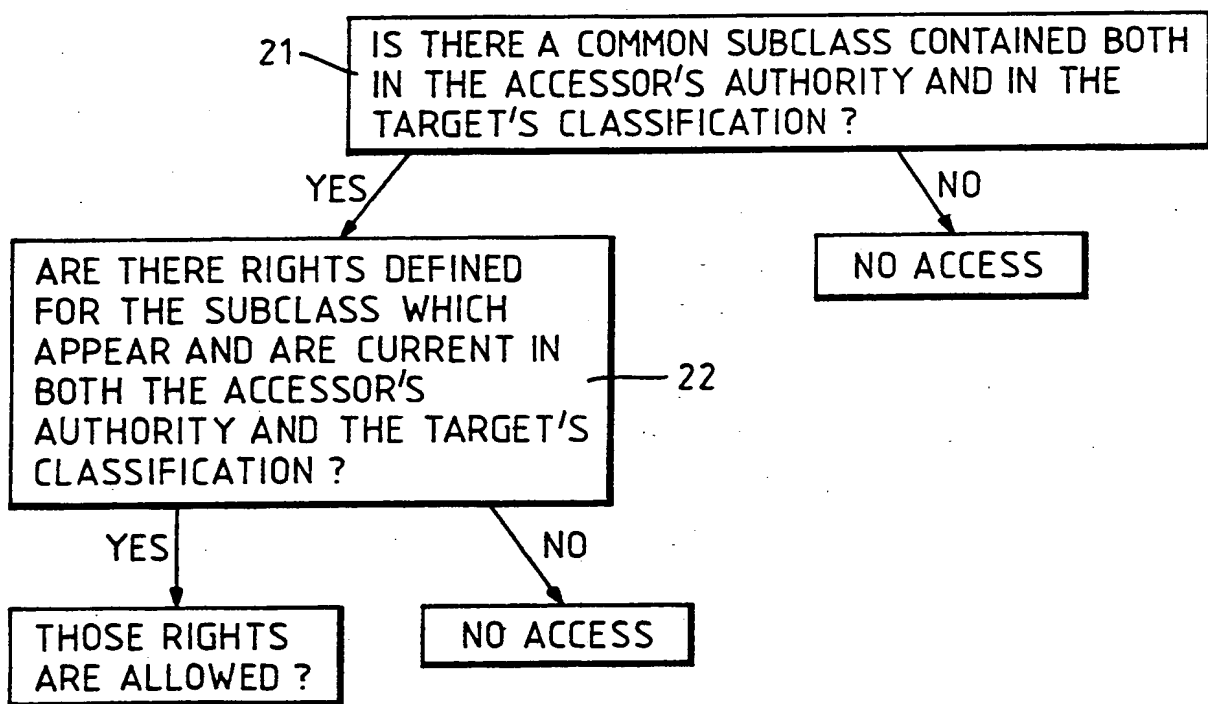 21
IS THERE A COMMON SUBCLASS CONTAINED BOTH
IN THE ACCESSOR'S AUTHORITY AND IN THE
TARGET'S CLASSIFICATION ?
YES
NO
ARE THERE RIGHTS DEFINED
FOR THE SUBCLASS WHICH
APPEAR AND ARE CURRENT IN
BOTH THE ACCESSOR'S
AUTHORITY AND THE TARGET'S
CLASSIFICATION ?
NO ACCESS
22
YES
NO
THOSE RIGHTS
ARE ALLOWED ?
NO ACCESS